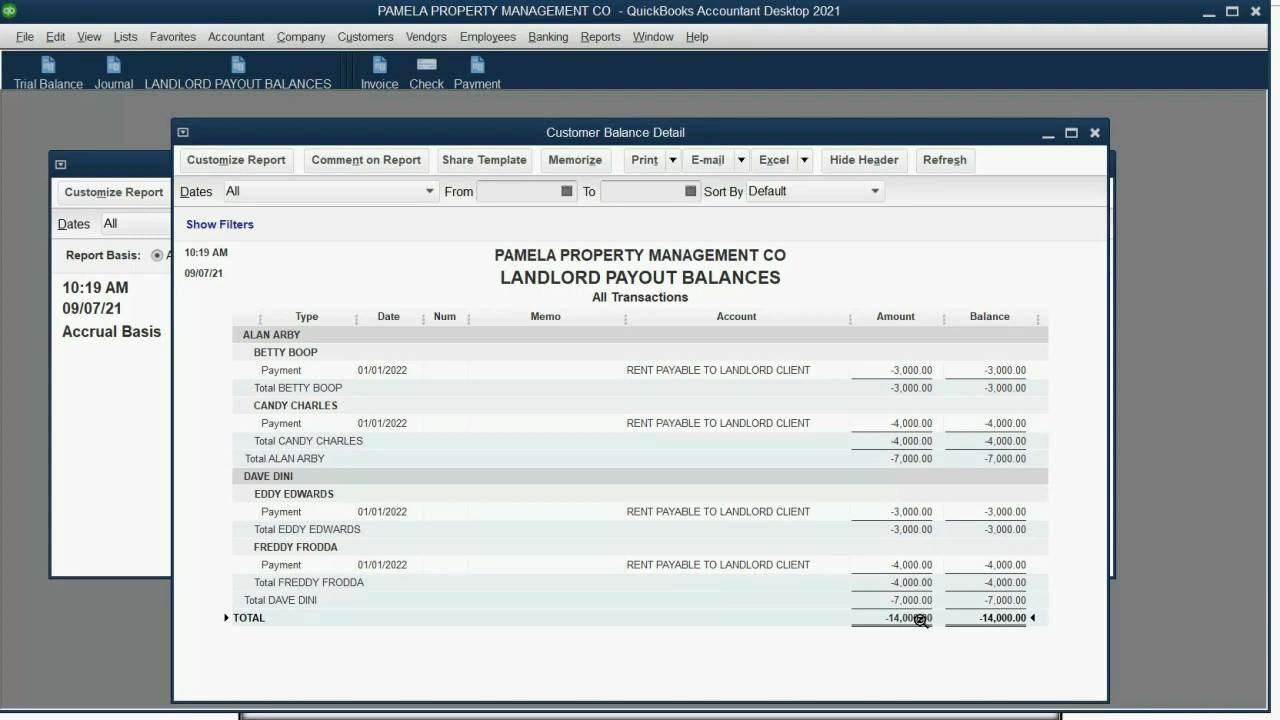 PAMELA PROPERTY MANAGEMENT CO - QuickBooks Accountant Desktop 2021
File Edit View Lists Favorites Accountant Company Customers Vendors Employees Banking Reports Window Help
Trial Balance Journal LANDLORD PAYOUT BALANCES Invoice Check Payment
Customer Balance Detail
Customize Report Comment on Report Share Template Memorize Print E-mail Excel Hide Header Refresh
Dates All From To Sort By Default
Show Filters
10:19 AM
09/07/21
PAMELA PROPERTY MANAGEMENT CO
LANDLORD PAYOUT BALANCES
All Transactions
Type Date Num Memo Account Amount Balance
ALAN ARBY
BETTY BOOP
Payment 01/01/2022 RENT PAYABLE TO LANDLORD CLIENT -3,000.00 -3,000.00
Total BETTY BOOP -3,000.00 -3,000.00
CANDY CHARLES
Payment 01/01/2022 RENT PAYABLE TO LANDLORD CLIENT -4,000.00 -4,000.00
Total CANDY CHARLES -4,000.00 -4,000.00
Total ALAN ARBY -7,000.00 -7,000.00
DAVE DINI
EDDY EDWARDS
Payment 01/01/2022 RENT PAYABLE TO LANDLORD CLIENT -3,000.00 -3,000.00
Total EDDY EDWARDS -3,000.00 -3,000.00
FREDDY FRODDA
Payment 01/01/2022 RENT PAYABLE TO LANDLORD CLIENT -4,000.00 -4,000.00
Total FREDDY FRODDA -4,000.00 -4,000.00
Total DAVE DINI -7,000.00 -7,000.00
TOTAL -14,000.00 -14,000.00
Customize Report
Dates All
Report Basis: A
10:19 AM
09/07/21
Accrual Basis